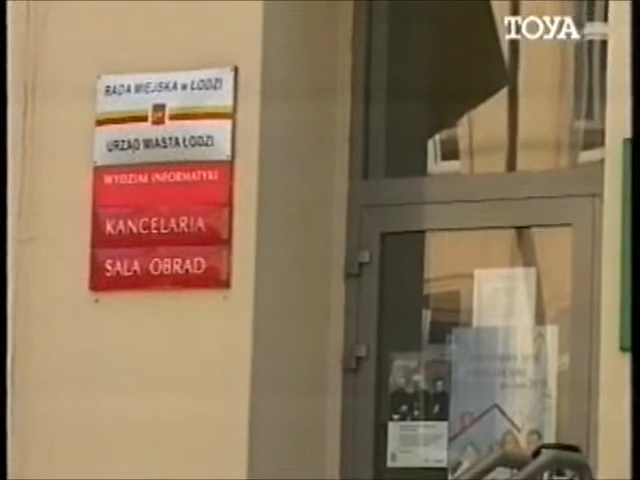 TOYA
RADA MIEJSKA w ŁODZI
URZĄD MIASTA ŁODZI
WYDZIAŁ INFORMATYKI
KANCELARIA
SALA OBRAD